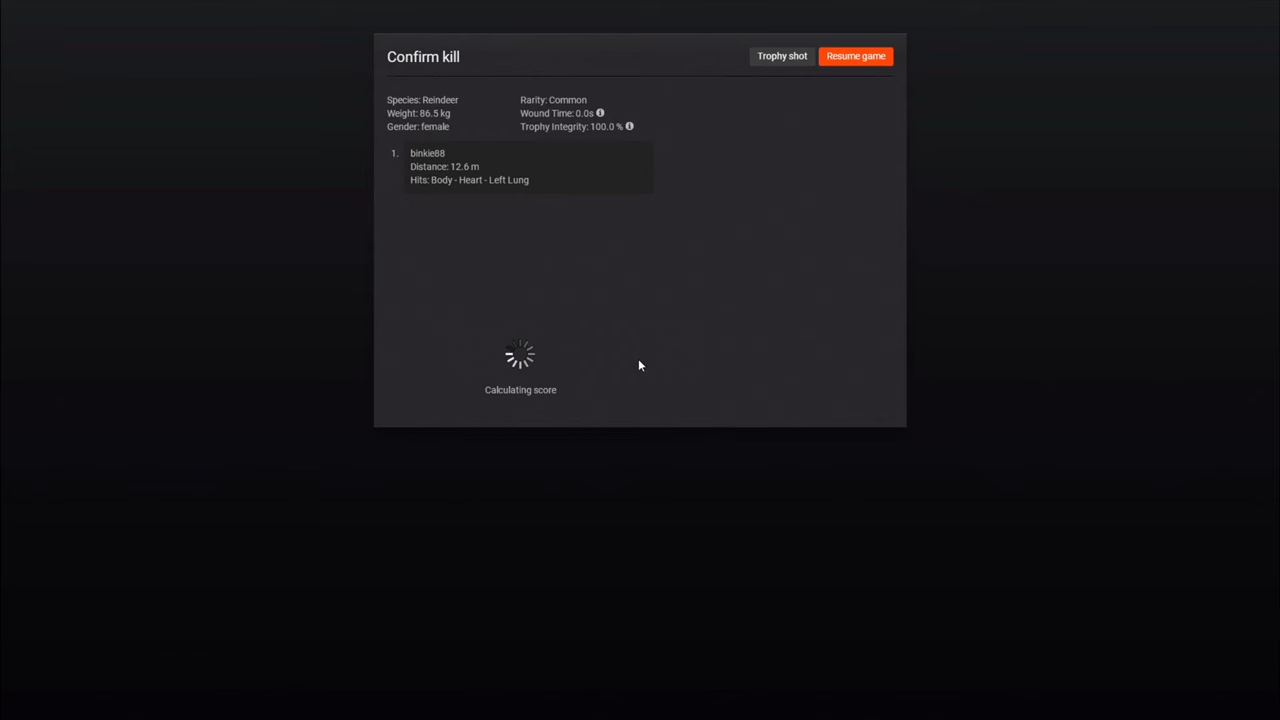 Confirm kill
Trophy shot
Resume game
Species: Reindeer
Weight: 86.5 kg
Gender: female
Rarity: Common
Wound Time: 0.0s
Trophy Integrity: 100.0 %
1.
binkie88
Distance: 12.6 m
Hits: Body - Heart - Left Lung
Calculating score